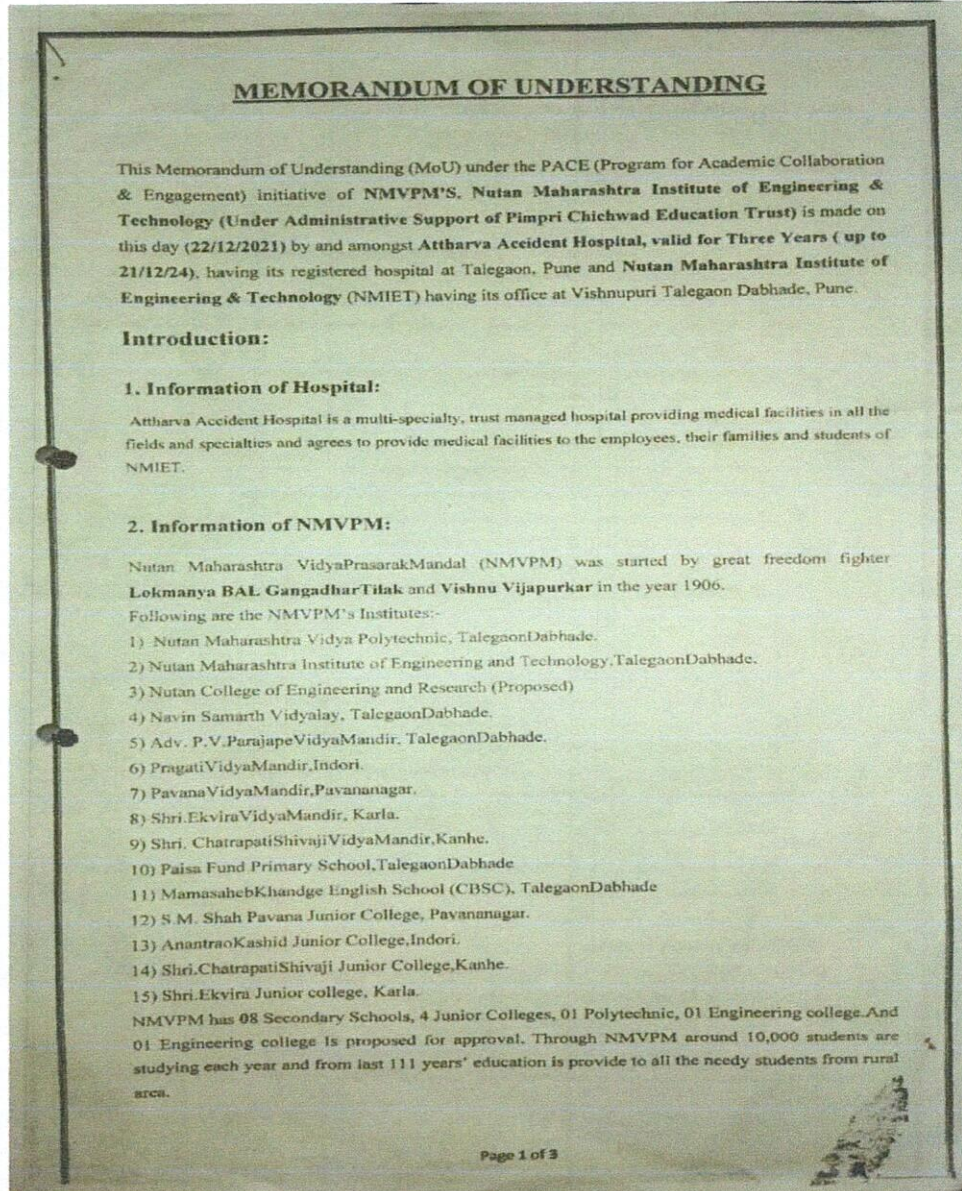 MEMORANDUM OF UNDERSTANDING
This Memorandum of Understanding (MoU) under the PACE (Program for Academic Collaboration
& Engagement) initiative of NMVPM'S, Nutan Maharashtra Institute of Engineering &
Technology (Under Administrative Support of Pimpri Chichwad Education Trust) is made on
this day (22/12/2021) by and amongst Attharva Accident Hospital, valid for Three Years ( up to
21/12/24), having its registered hospital at Talegaon, Pune and Nutan Maharashtra Institute of
Engineering & Technology (NMIET) having its office at Vishnupuri Talegaon Dabhade, Pune.
Introduction:
1. Information of Hospital:
Attharva Accident Hospital is a multi-specialty, trust managed hospital providing medical facilities in all the
fields and specialties and agrees to provide medical facilities to the employees, their families and students of
NMIET.
2. Information of NMVPM:
Nutan Maharashtra VidyaPrasarakMandal (NMVPM) was started by great freedom fighter
Lokmanya BAL GangadharTilak and Vishnu Vijapurkar in the year 1906.
Following are the NMVPM's Institutes:-
1) Nutan Maharashtra Vidya Polytechnic, TalegaonDabhade.
2) Nutan Maharashtra Institute of Engineering and Technology,TalegaonDabhade.
3) Nutan College of Engineering and Research (Proposed)
4) Navin Samarth Vidyalay, TalegaonDabhade.
5) Adv. P.V.ParajapeVidyaMandir, TalegaonDabhade.
6) PragatiVidyaMandir,Indori.
7) PavanaVidyaMandir,Pavananagar.
8) Shri.EkviraVidyaMandir, Karla.
9) Shri. ChatrapatiShivajiVidyaMandir,Kanhe.
10) Paisa Fund Primary School,TalegaonDabhade
11) MamasahebKhandge English School (CBSC), TalegaonDabhade
12) S.M. Shah Pavana Junior College, Pavananagar.
13) AnantraoKashid Junior College,Indori.
14) Shri.ChatrapatiShivaji Junior College,Kanhe.
15) Shri.Ekvira Junior college, Karla.
NMVPM has 08 Secondary Schools, 4 Junior Colleges, 01 Polytechnic, 01 Engineering college.And
01 Engineering college Is proposed for approval. Through NMVPM around 10,000 students are
studying each year and from last 111 years' education is provide to all the needy students from rural
area.
Page 1 of 3